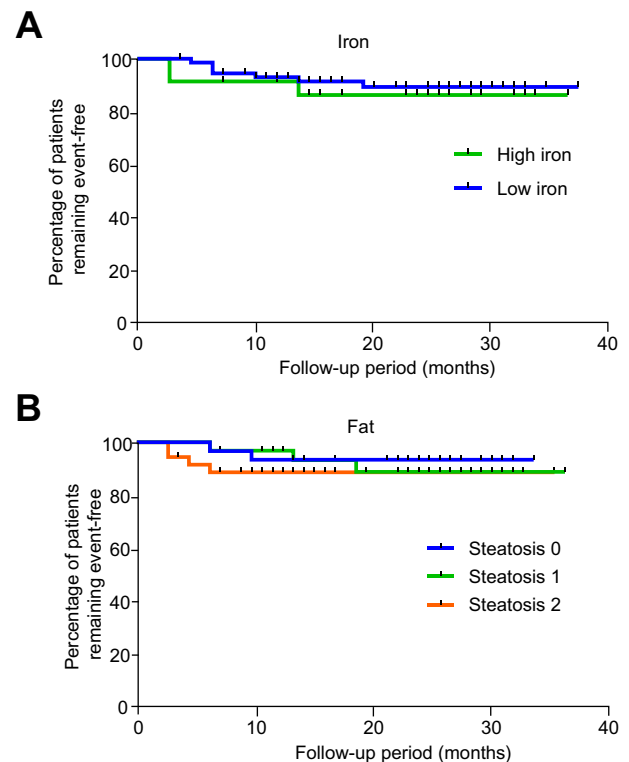 A
Iron
Percentage of patients
remaining event-free
100
80
60
40
20
0
High iron
Low iron
0 10 20 30 40
Follow-up period (months)
B
Fat
Percentage of patients
remaining event-free
100
80
60
40
20
0
Steatosis 0
Steatosis 1
Steatosis 2
0 10 20 30 40
Follow-up period (months)